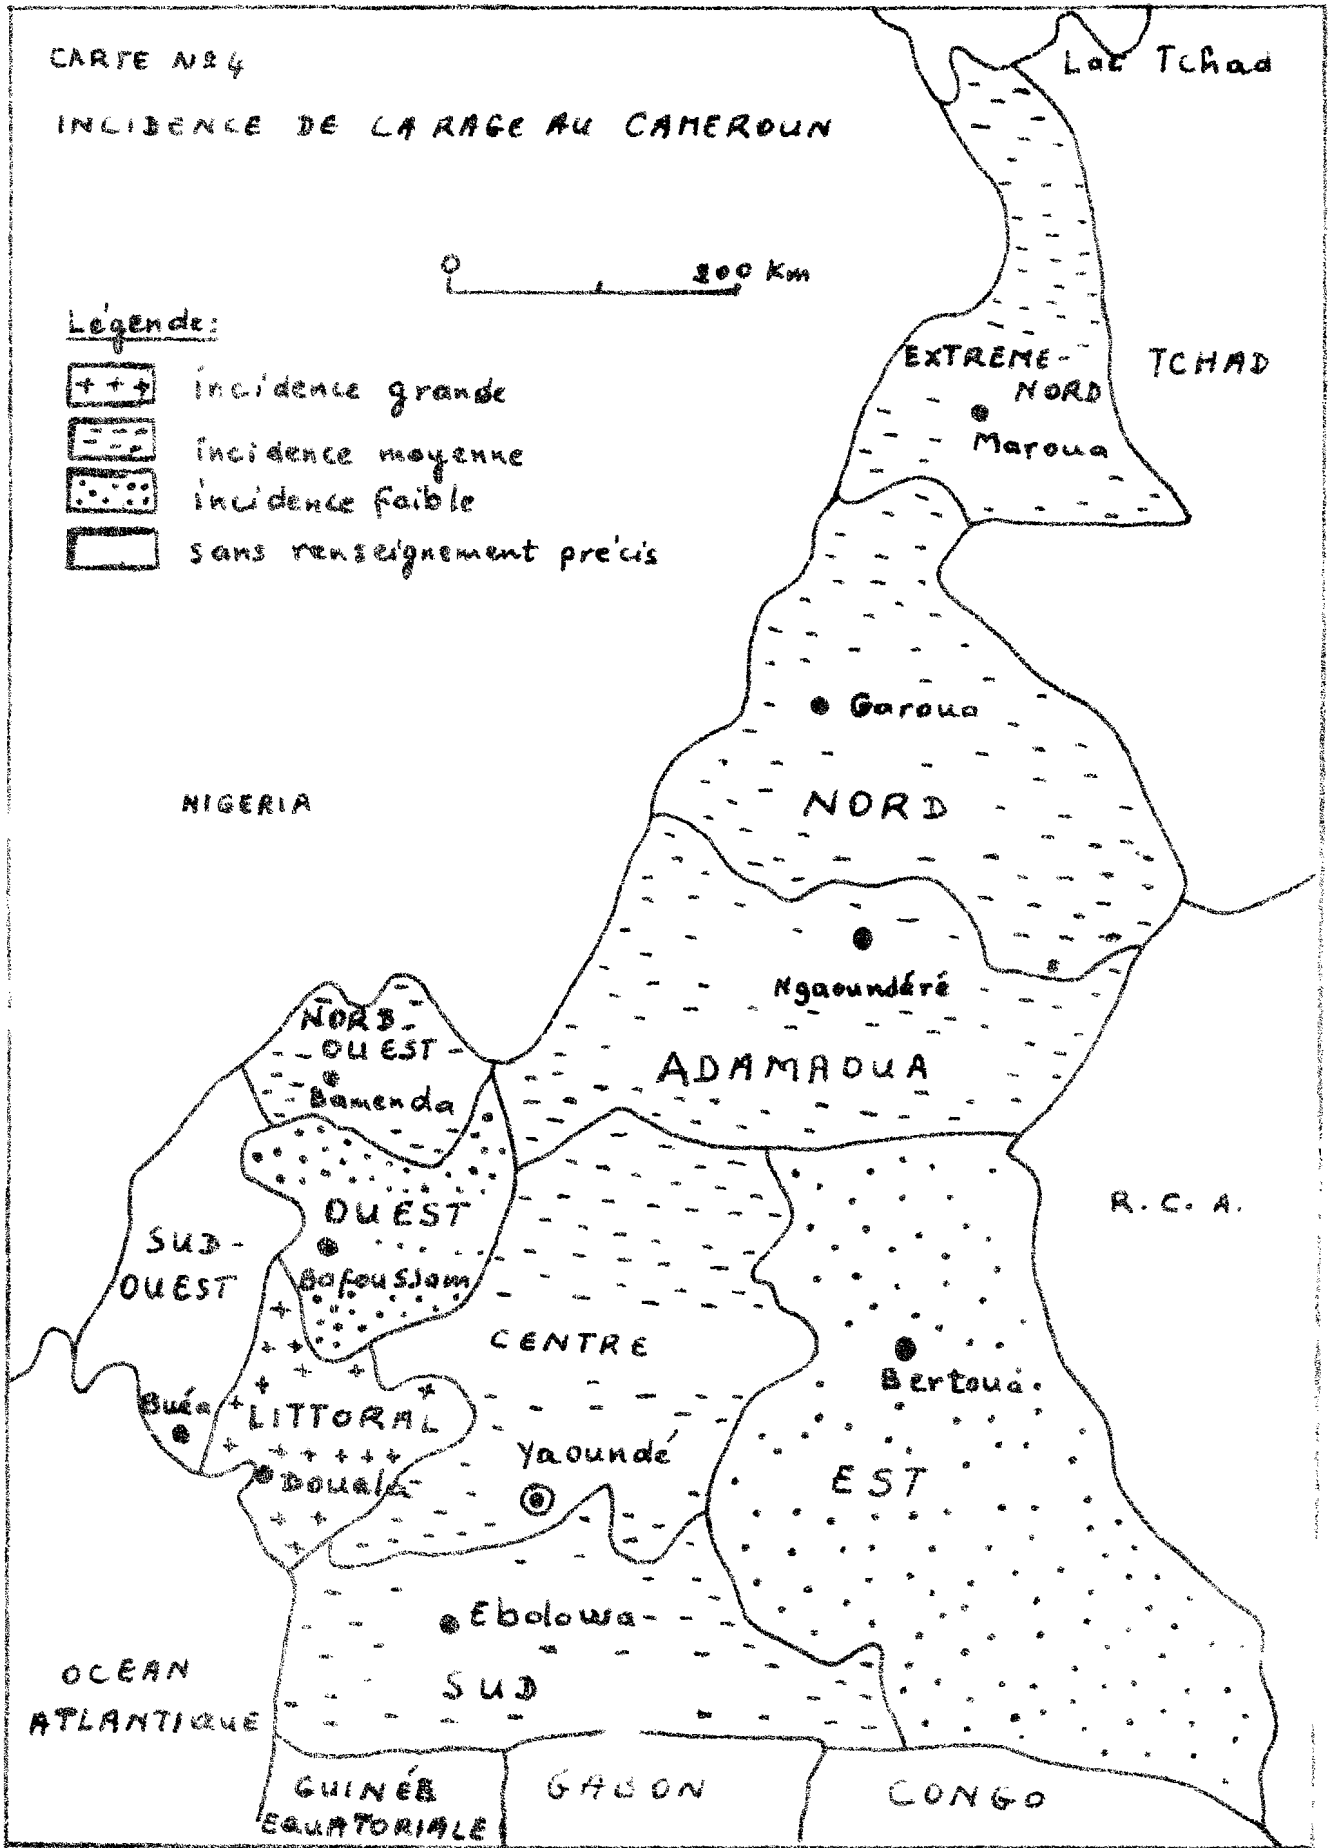 CARTE Nº 4
INCIDENCE DE LA RAGE AU CAMEROUN
Lac Tchad
0 200 Km
Légende:
+ + + incidence grande
incidence moyenne
incidence faible
sans renseignement précis
EXTREME-
NORD
Maroua
TCHAD
Garoua
NORD
NIGERIA
Ngaoundéré
ADAMAOUA
NORD-
OUEST
Bamenda
OUEST
Bafoussam
SUD-
OUEST
R.C.A.
CENTRE
Bertoua
Buéa
LITTORAL
Yaoundé
Douala
EST
Ebolowa
SUD
OCEAN
ATLANTIQUE
GUINÉE
EQUATORIALE
GABON
CONGO